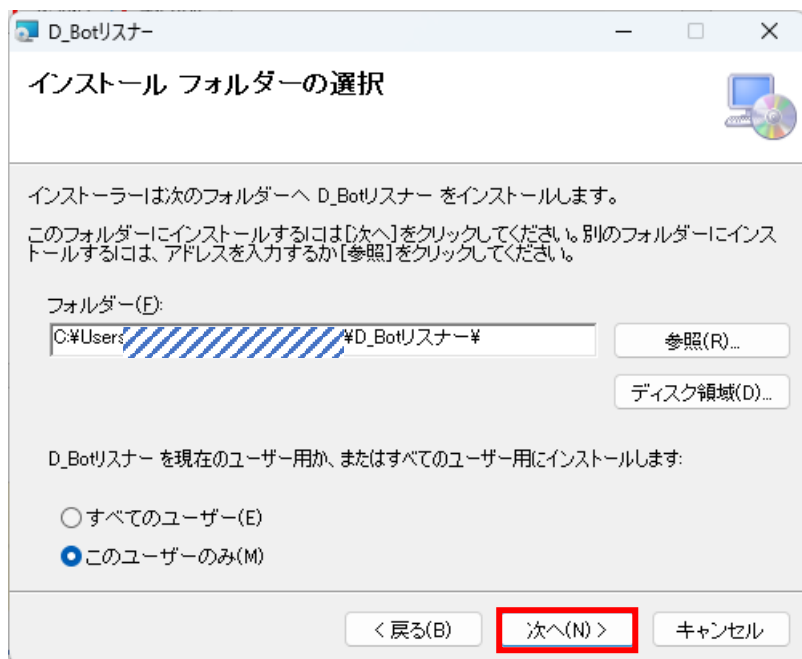 D_Botリスナー
インストール フォルダーの選択
インストーラーは次のフォルダーへ D_Botリスナー をインストールします。
このフォルダーにインストールするには[次へ]をクリックしてください。別のフォルダーにインス
トールするには、アドレスを入力するか[参照]をクリックしてください。
フォルダー(F):
C:¥Users ¥D_Botリスナー¥
参照(R)...
ディスク領域(D)...
D_Botリスナー を現在のユーザー用か、またはすべてのユーザー用にインストールします:
すべてのユーザー(E)
このユーザーのみ(M)
< 戻る(B)
次へ(N) >
キャンセル